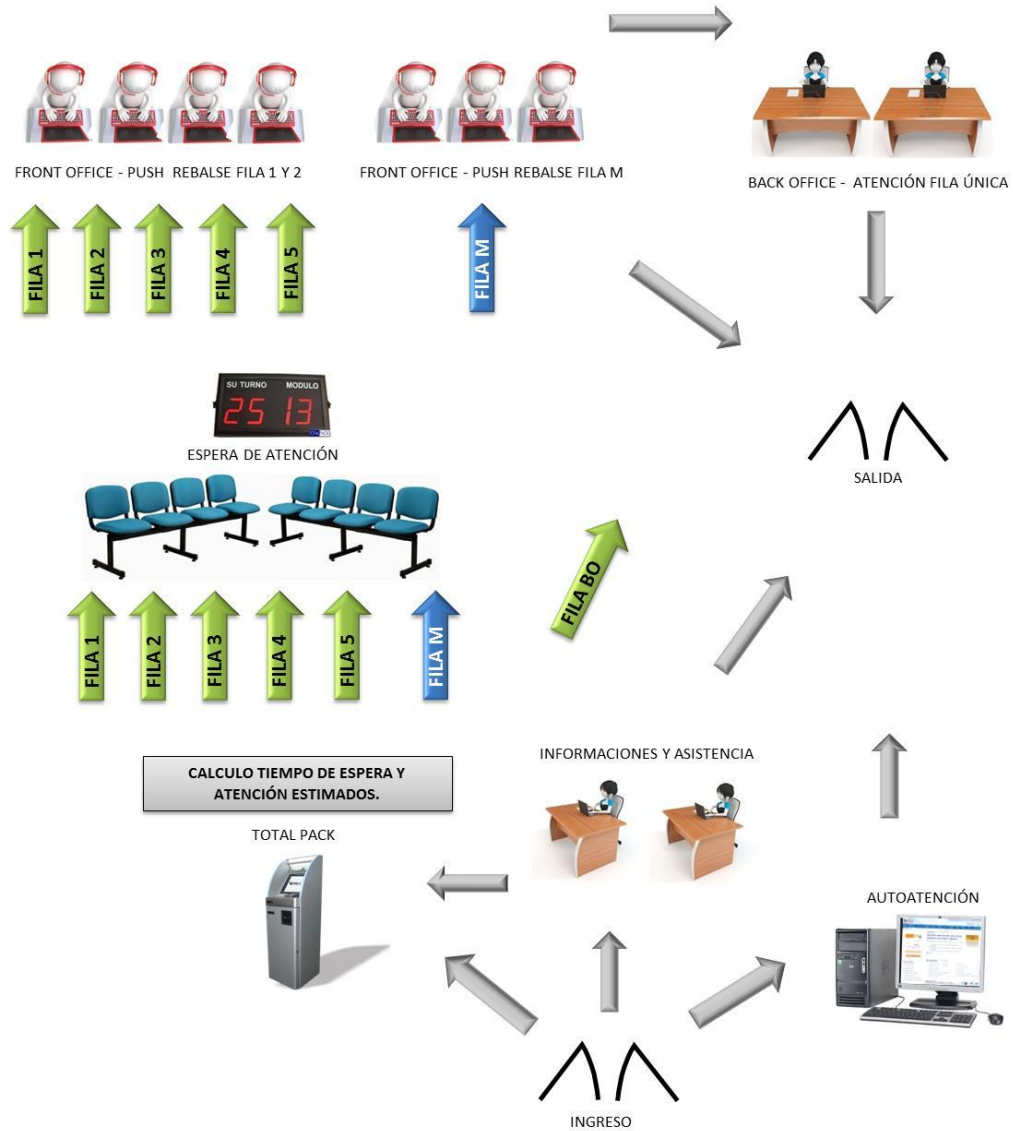 FRONT OFFICE - PUSH  REBALSE FILA 1 Y 2
FRONT OFFICE - PUSH REBALSE FILA M
BACK OFFICE -  ATENCIÓN FILA ÚNICA
FILA 1
FILA 2
FILA 3
FILA 4
FILA 5
FILA M
SU TURNO
MODULO
25 13
ESPERA DE ATENCIÓN
SALIDA
FILA BO
FILA 1
FILA 2
FILA 3
FILA 4
FILA 5
FILA M
INFORMACIONES Y ASISTENCIA
CALCULO TIEMPO DE ESPERA Y
ATENCIÓN ESTIMADOS.
TOTAL PACK
AUTOATENCIÓN
INGRESO